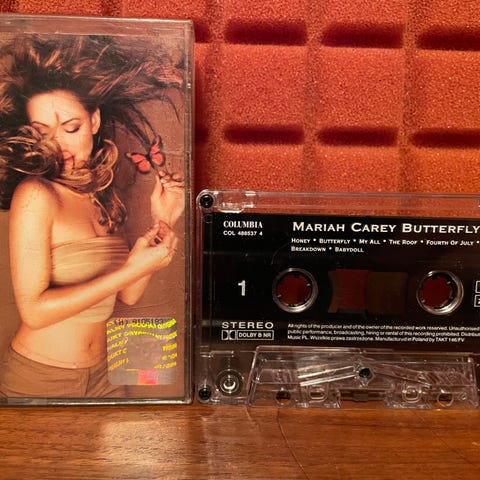 COLUMBIA
COL 488537 4
MARIAH CAREY BUTTERFLY
HONEY • BUTTERFLY • MY ALL • THE ROOF • FOURTH OF JULY •
BREAKDOWN • BABYDOLL
1
STEREO
DOLBY B NR
All rights of the producer and of the owner of the recorded work reserved. Unauthorised
public performance, broadcasting, hiring or rental of this recording prohibited. Distribu
Music PL. Wszelkie prawa zastrzeżone. Manufactured in Poland by TAKT 146/FV